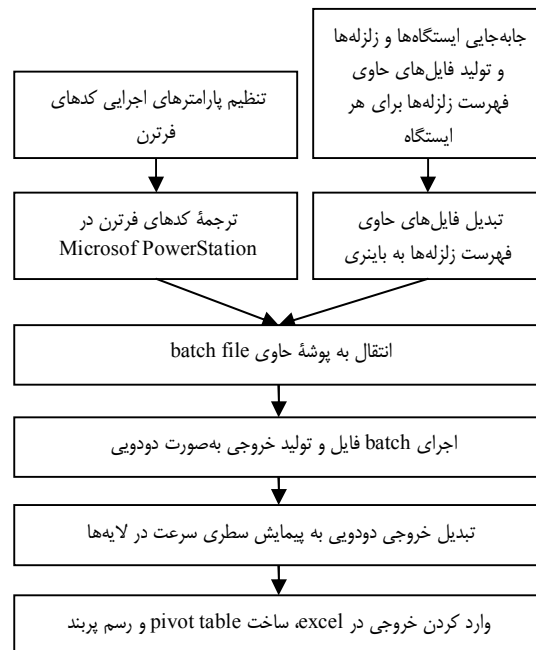 جابه‌جایی ایستگاه‌ها و زلزله‌ها
و تولید فایل‌های حاوی
فهرست زلزله‌ها برای هر
ایستگاه
تنظیم پارامترهای اجرایی کدهای
فرترن
تبدیل فایل‌های حاوی
فهرست زلزله‌ها به باینری
ترجمهٔ کدهای فرترن در
Microsof PowerStation
انتقال به پوشهٔ حاوی batch file
اجرای batch فایل و تولید خروجی به‌صورت دودویی
تبدیل خروجی دودویی به پیمایش سطری سرعت در لایه‌ها
وارد کردن خروجی در excel، ساخت pivot table و رسم پربند